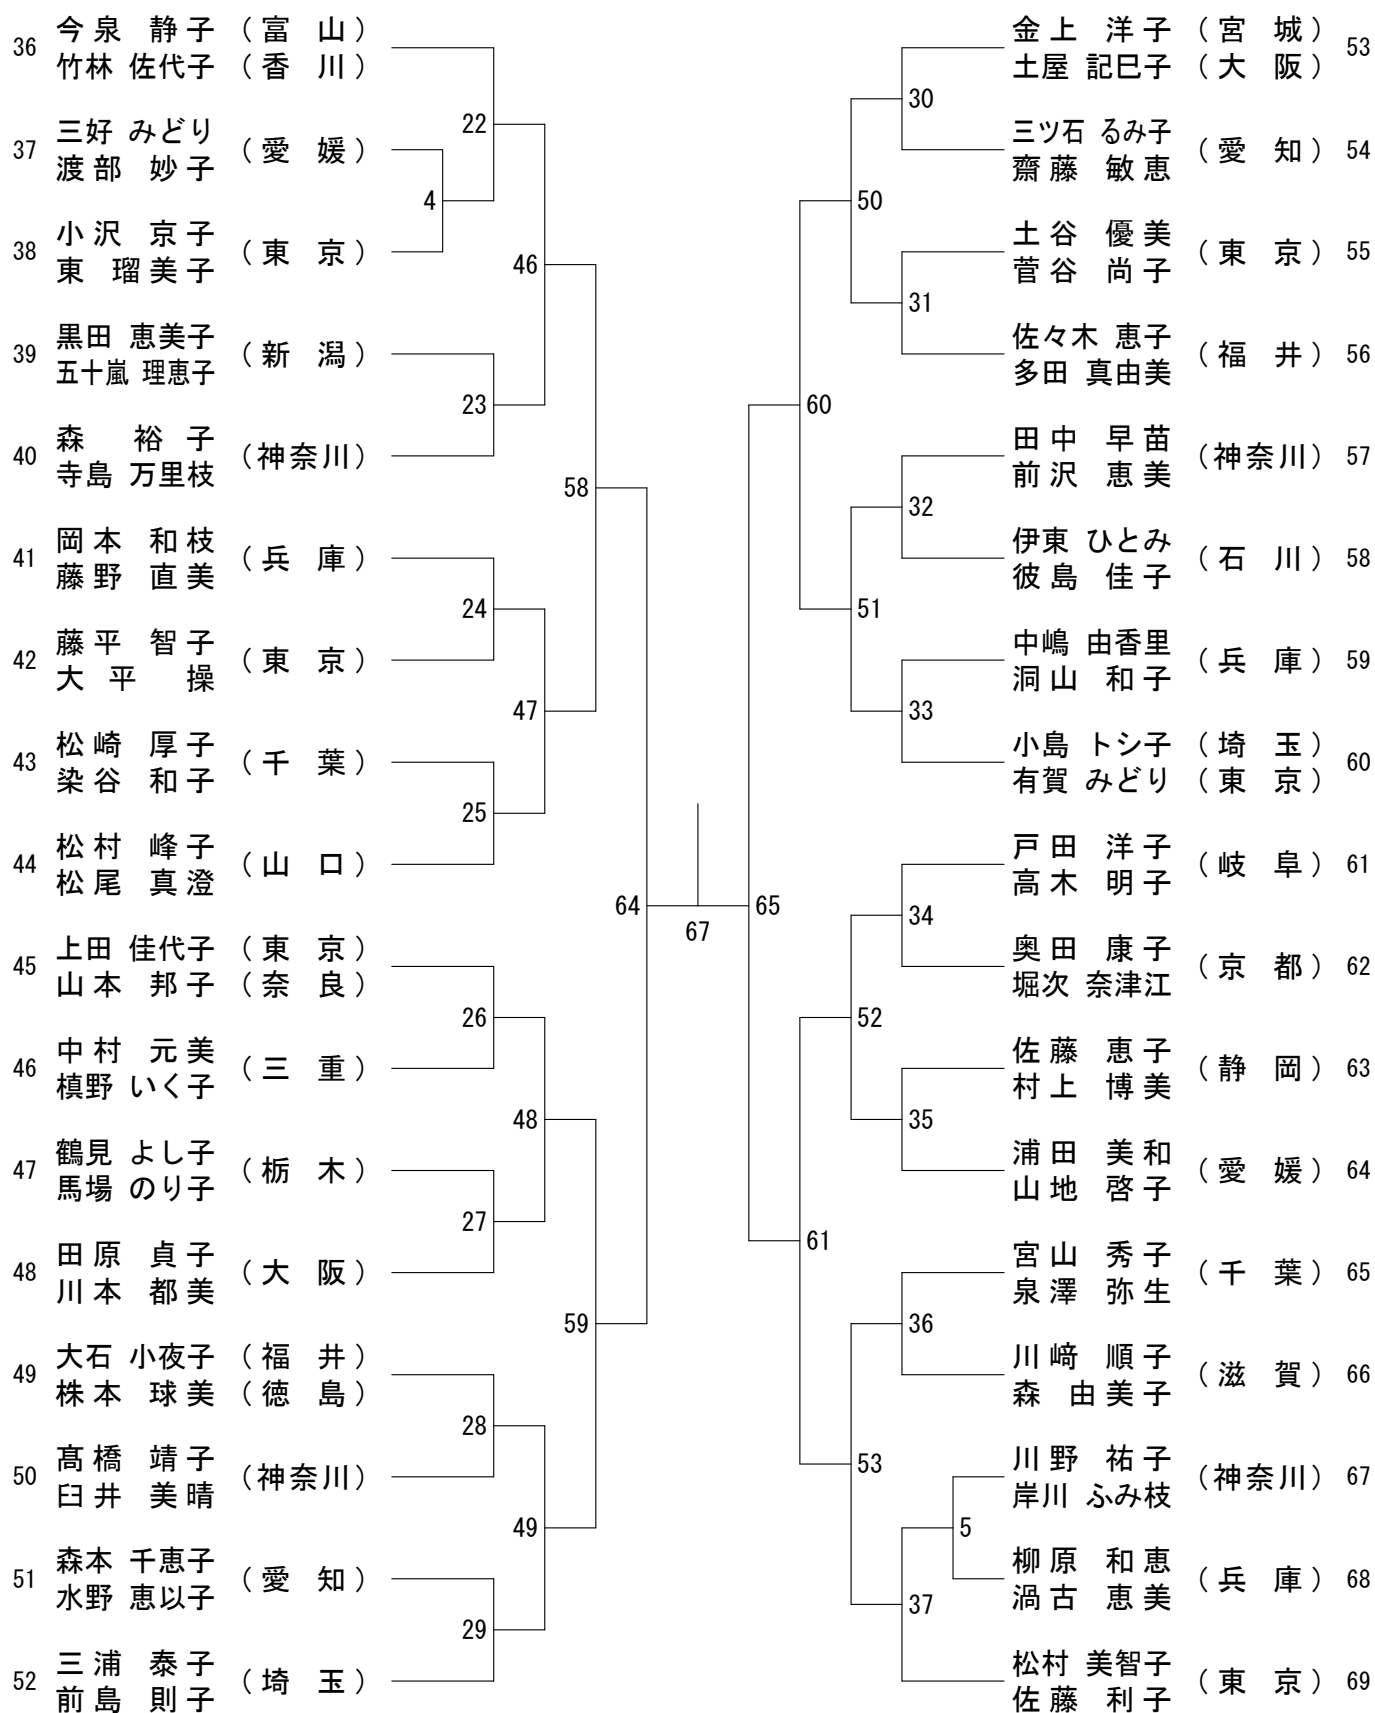 36 今泉 静子 (富山)
竹林 佐代子 (香川)
37 三好 みどり (愛媛)
渡部 妙子
38 小沢 京子 (東京)
東 瑠美子
39 黒田 恵美子 (新潟)
五十嵐 理恵子
40 森 裕子 (神奈川)
寺島 万里枝
41 岡本 和枝 (兵庫)
藤野 直美
42 藤平 智子 (東京)
大平 操
43 松崎 厚子 (千葉)
染谷 和子
44 松村 峰子 (山口)
松尾 真澄
45 上田 佳代子 (東京)
山本 邦子 (奈良)
46 中村 元美 (三重)
槙野 いく子
47 鶴見 よし子 (栃木)
馬場 のり子
48 田原 貞子 (大阪)
川本 都美
49 大石 小夜子 (福井)
株本 球美 (徳島)
50 髙橋 靖子 (神奈川)
臼井 美晴
51 森本 千恵子 (愛知)
水野 恵以子
52 三浦 泰子 (埼玉)
前島 則子
4
22
23
24
25
26
27
28
29
46
47
48
49
58
59
64
67
65
60
61
50
51
52
53
30
31
32
33
34
35
36
37
5
金上 洋子 (宮城) 53
土屋 記巳子 (大阪)
三ツ石 るみ子 (愛知) 54
齋藤 敏恵
土谷 優美 (東京) 55
菅谷 尚子
佐々木 恵子 (福井) 56
多田 真由美
田中 早苗 (神奈川) 57
前沢 恵美
伊東 ひとみ (石川) 58
彼島 佳子
中嶋 由香里 (兵庫) 59
洞山 和子
小島 トシ子 (埼玉) 60
有賀 みどり (東京)
戸田 洋子 (岐阜) 61
高木 明子
奥田 康子 (京都) 62
堀次 奈津江
佐藤 恵子 (静岡) 63
村上 博美
浦田 美和 (愛媛) 64
山地 啓子
宮山 秀子 (千葉) 65
泉澤 弥生
川﨑 順子 (滋賀) 66
森 由美子
川野 祐子 (神奈川) 67
岸川 ふみ枝
柳原 和恵 (兵庫) 68
渦古 恵美
松村 美智子 (東京) 69
佐藤 利子